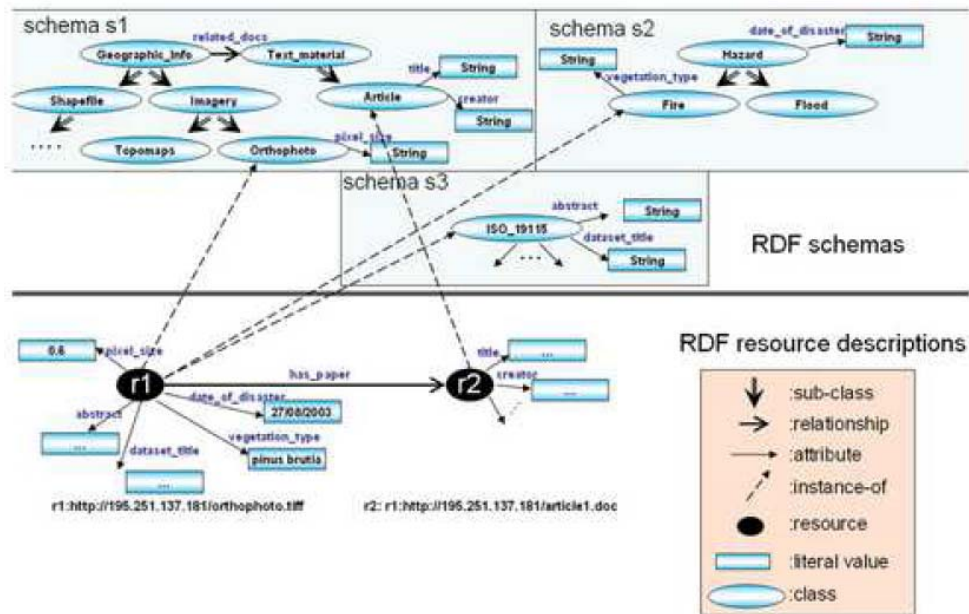 schema s1
related_docs
Geographic_Info
Text_material
title
String
Shapefile
Imagery
Article
creator
String
pixel_size
....
Topomaps
Orthophoto
String
schema s2
date_of_disaster
String
Hazard
String
vegetation_type
Fire
Flood
schema s3
abstract
String
ISO_19115
dataset_title
...
String
RDF schemas
RDF resource descriptions
0.6
pixel_size
r1
has_paper
r2
title
...
creator
...
...
date_of_disaster
27/08/2003
abstract
...
vegetation_type
pinus brutia
dataset_title
...
r1:http://195.251.137.181/orthophoto.tiff
r2: r1:http://195.251.137.181/article1.doc
:sub-class
:relationship
:attribute
:instance-of
:resource
:literal value
:class